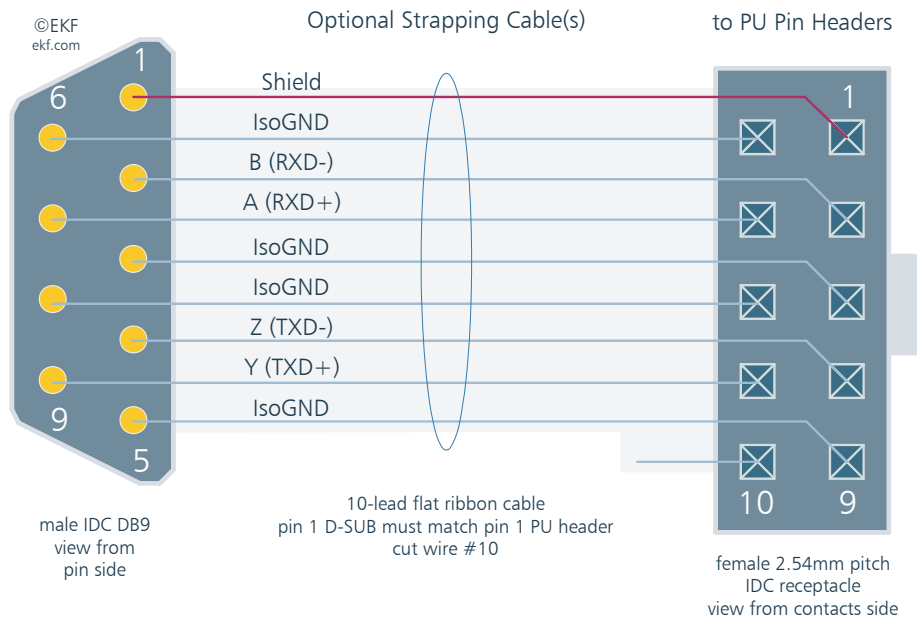 ©EKF
ekf.com
Optional Strapping Cable(s)
to PU Pin Headers
1
6
9
5
Shield
IsoGND
B (RXD-)
A (RXD+)
IsoGND
IsoGND
Z (TXD-)
Y (TXD+)
IsoGND
1
10
9
male IDC DB9
view from
pin side
10-lead flat ribbon cable
pin 1 D-SUB must match pin 1 PU header
cut wire #10
female 2.54mm pitch
IDC receptacle
view from contacts side